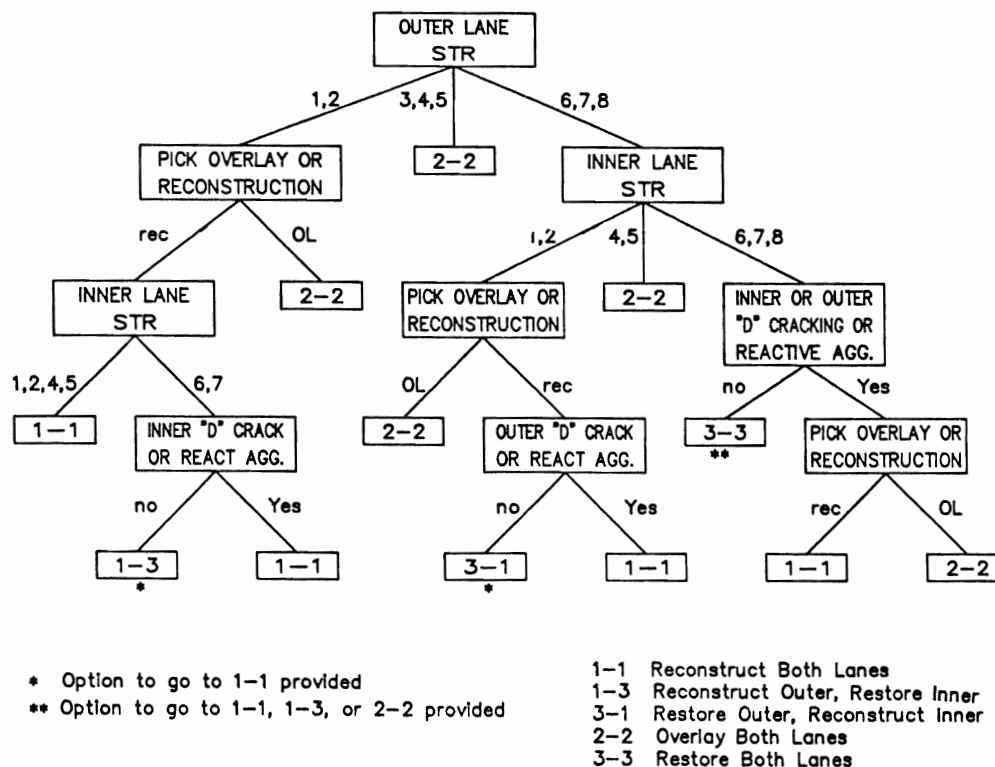 OUTER LANE
STR
1,2
3,4,5
6,7,8
PICK OVERLAY OR
RECONSTRUCTION
2-2
INNER LANE
STR
rec
OL
1,2
4,5
6,7,8
INNER LANE
STR
2-2
PICK OVERLAY OR
RECONSTRUCTION
2-2
INNER OR OUTER
"D" CRACKING OR
REACTIVE AGG.
1,2,4,5
6,7
OL
rec
no
Yes
1-1
INNER "D" CRACK
OR REACT AGG.
2-2
OUTER "D" CRACK
OR REACT AGG.
3-3
**
PICK OVERLAY OR
RECONSTRUCTION
no
Yes
no
Yes
rec
OL
1-3
*
1-1
3-1
*
1-1
1-1
2-2
* Option to go to 1-1 provided
** Option to go to 1-1, 1-3, or 2-2 provided
1-1 Reconstruct Both Lanes
1-3 Reconstruct Outer, Restore Inner
3-1 Restore Outer, Reconstruct Inner
2-2 Overlay Both Lanes
3-3 Restore Both Lanes